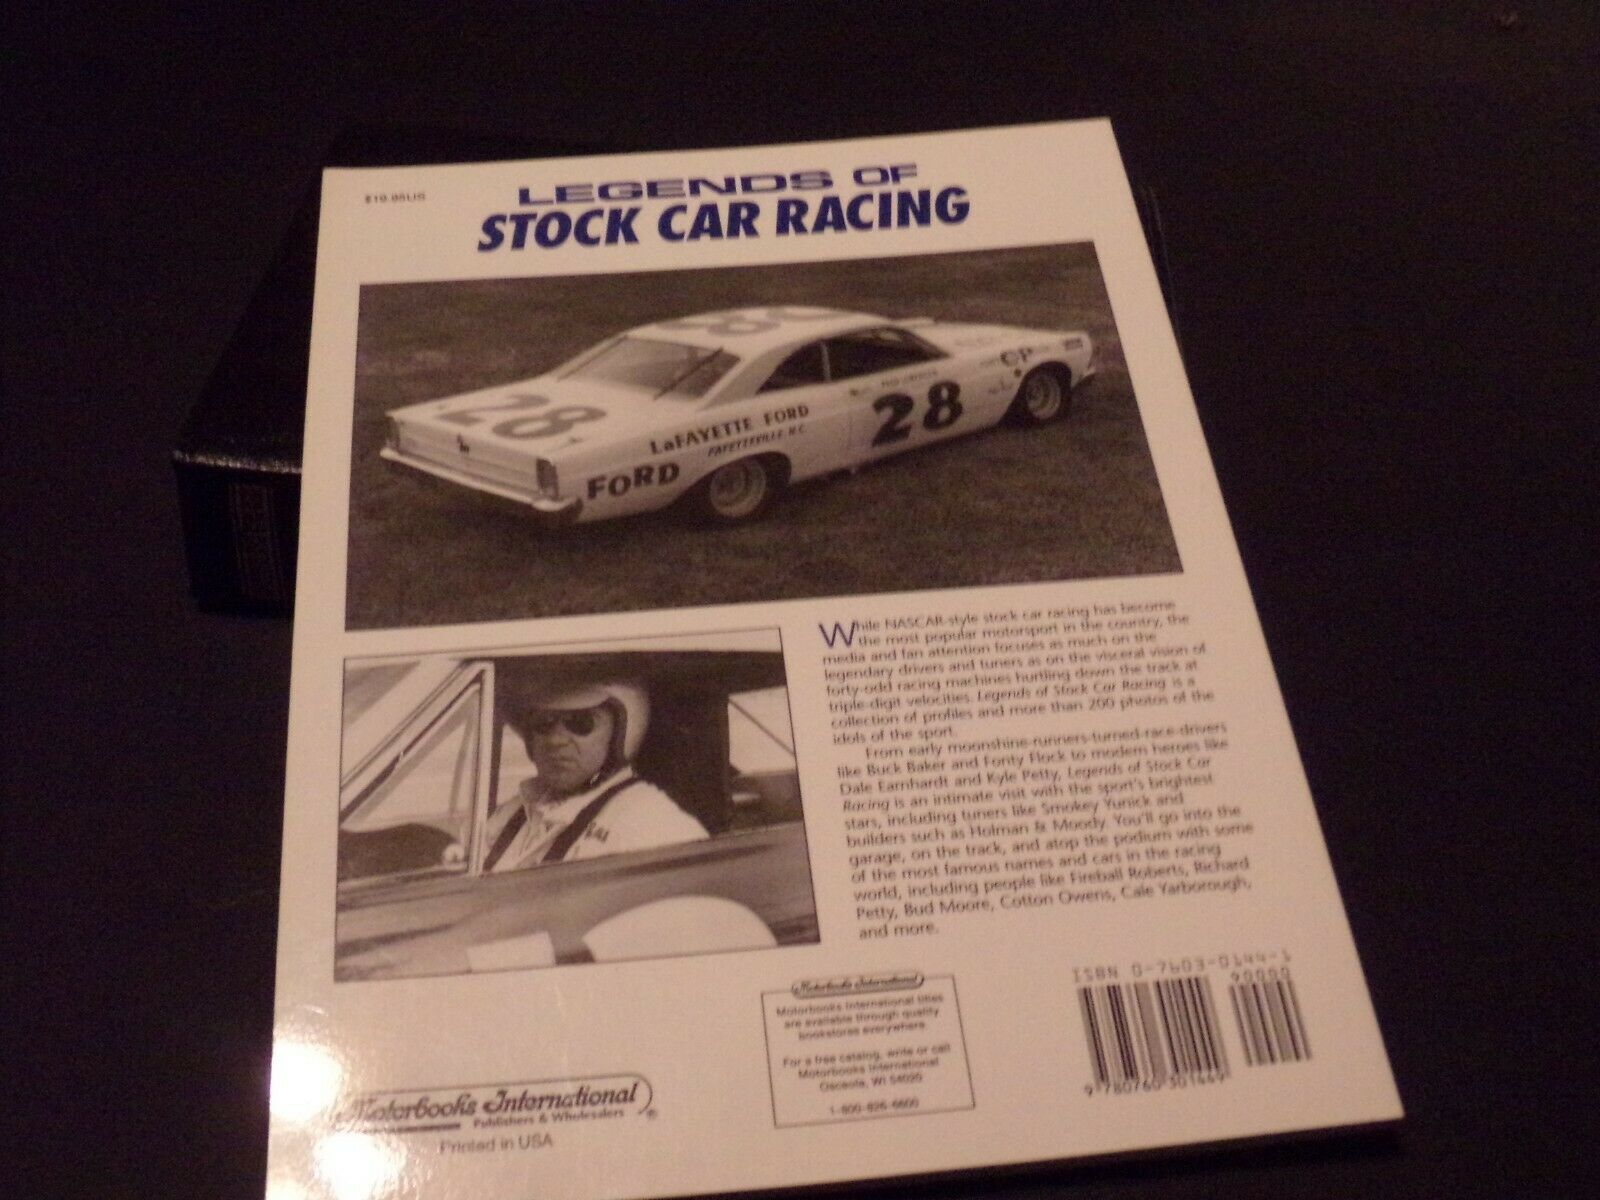 $19.95US
LEGENDS OF
STOCK CAR RACING
28
28
28
LaFAYETTE FORD
FAYETTEVILLE N.C.
FORD
CP
While NASCAR-style stock car racing has become
the most popular motorsport in the country, the
media and fan attention focuses as much on the
legendary drivers and tuners as on the visceral vision of
forty-odd racing machines hurtling down the track at
triple-digit velocities. Legends of Stock Car Racing is a
collection of profiles and more than 200 photos of the
idols of the sport.
From early moonshine-runners-turned-race-drivers
like Buck Baker and Fonty Flock to modern heroes like
Dale Earnhardt and Kyle Petty, Legends of Stock Car
Racing is an intimate visit with the sport's brightest
stars, including tuners like Smokey Yunick and
builders such as Holman & Moody. You'll go into the
garage, on the track, and atop the podium with some
of the most famous names and cars in the racing
world, including people like Fireball Roberts, Richard
Petty, Bud Moore, Cotton Owens, Cale Yarborough,
and more.
Motorbooks International
Motorbooks International titles
are available through quality
bookstores everywhere.
For a free catalog, write or call
Motorbooks International
Osceola, WI 54020
1-800-826-6600
ISBN 0-7603-0144-1
90000
9 780760 301449
Motorbooks International
Publishers & Wholesalers ®
Printed in USA